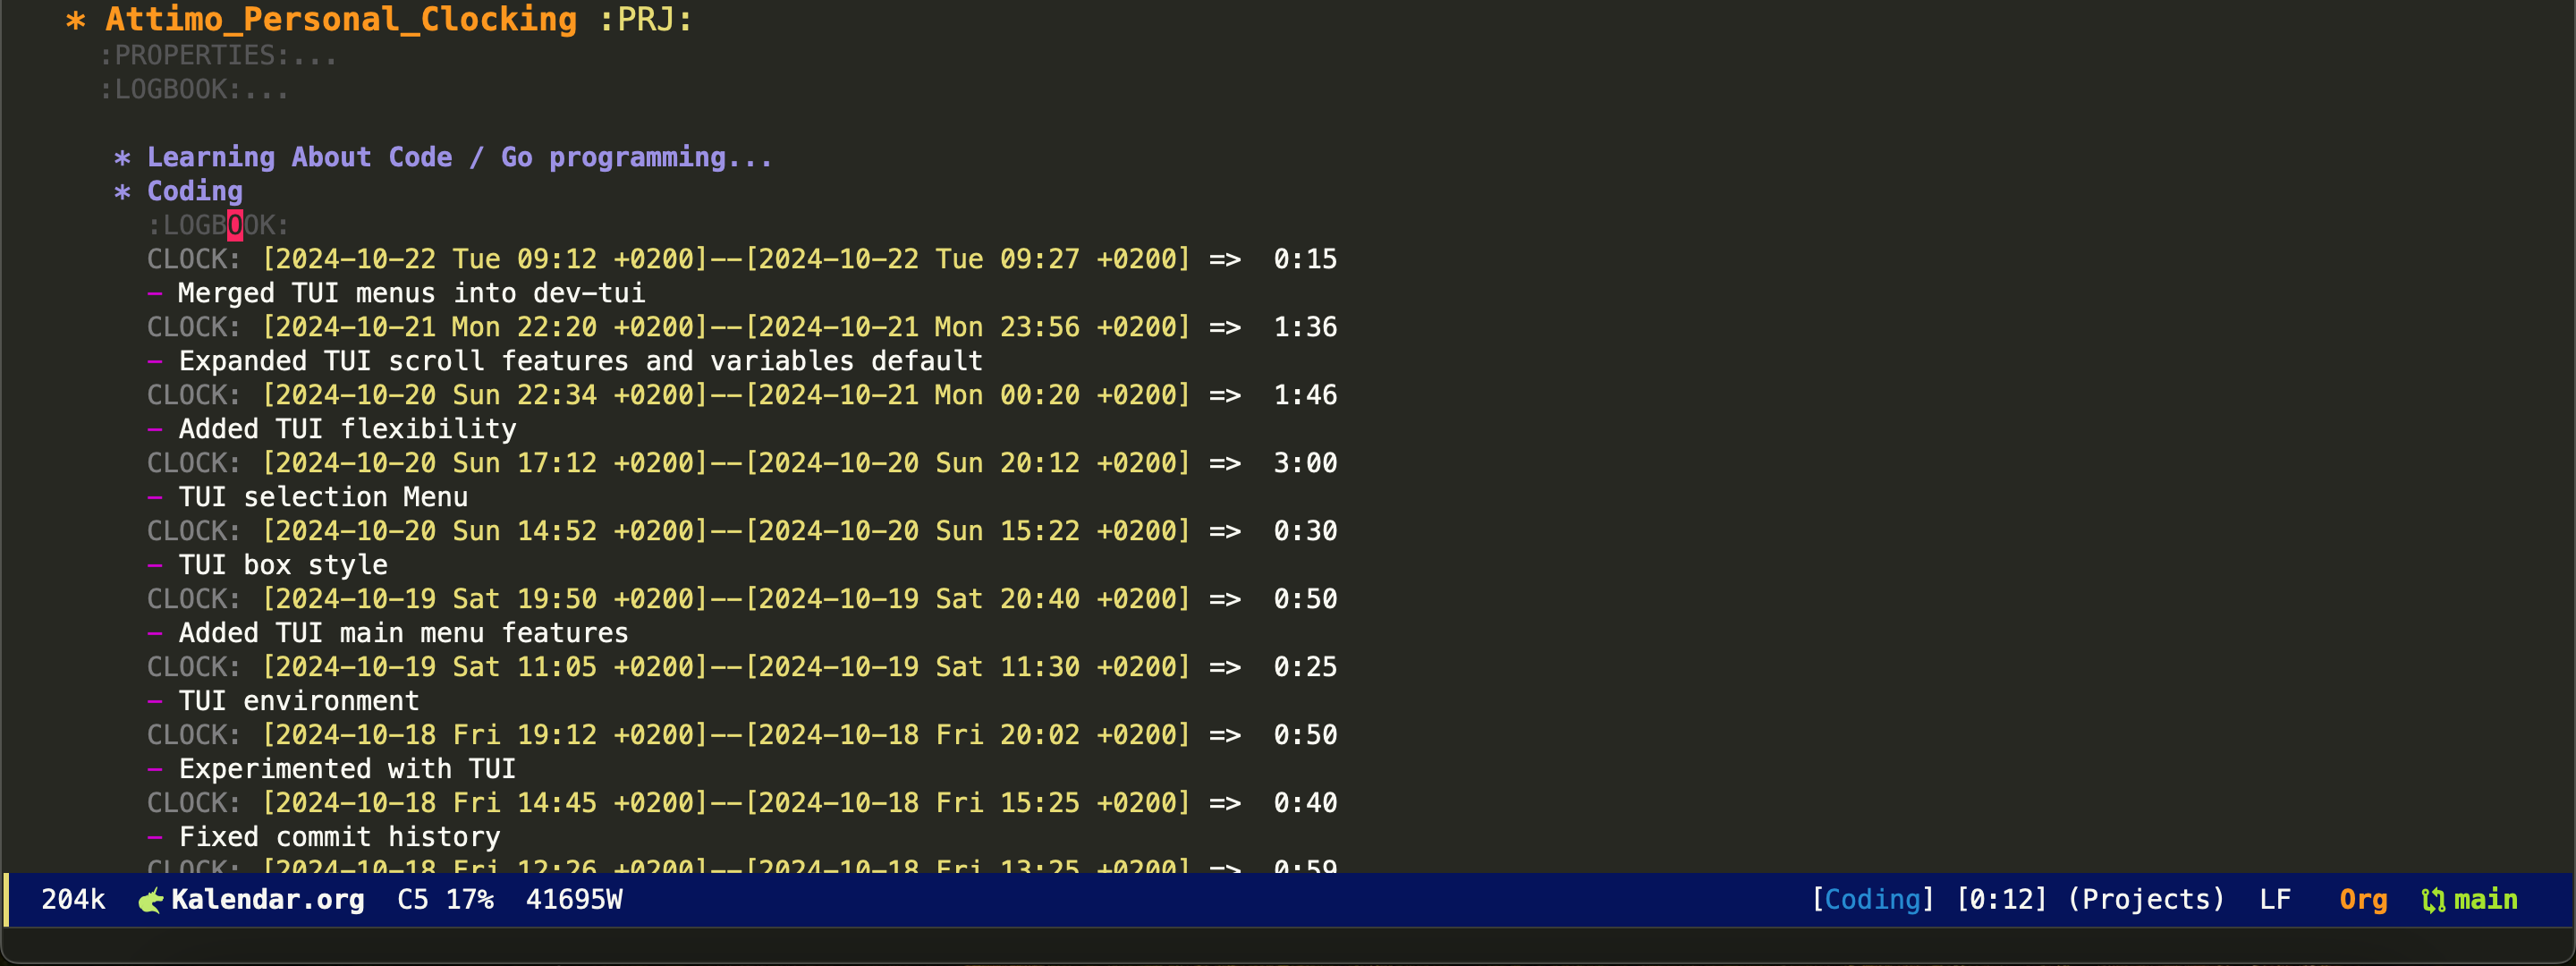 * Attimo_Personal_Clocking :PRJ:
:PROPERTIES:...
:LOGBOOK:...
* Learning About Code / Go programming...
* Coding
:LOGBOOK:
CLOCK: [2024-10-22 Tue 09:12 +0200]--[2024-10-22 Tue 09:27 +0200] =>  0:15
- Merged TUI menus into dev-tui
CLOCK: [2024-10-21 Mon 22:20 +0200]--[2024-10-21 Mon 23:56 +0200] =>  1:36
- Expanded TUI scroll features and variables default
CLOCK: [2024-10-20 Sun 22:34 +0200]--[2024-10-21 Mon 00:20 +0200] =>  1:46
- Added TUI flexibility
CLOCK: [2024-10-20 Sun 17:12 +0200]--[2024-10-20 Sun 20:12 +0200] =>  3:00
- TUI selection Menu
CLOCK: [2024-10-20 Sun 14:52 +0200]--[2024-10-20 Sun 15:22 +0200] =>  0:30
- TUI box style
CLOCK: [2024-10-19 Sat 19:50 +0200]--[2024-10-19 Sat 20:40 +0200] =>  0:50
- Added TUI main menu features
CLOCK: [2024-10-19 Sat 11:05 +0200]--[2024-10-19 Sat 11:30 +0200] =>  0:25
- TUI environment
CLOCK: [2024-10-18 Fri 19:12 +0200]--[2024-10-18 Fri 20:02 +0200] =>  0:50
- Experimented with TUI
CLOCK: [2024-10-18 Fri 14:45 +0200]--[2024-10-18 Fri 15:25 +0200] =>  0:40
- Fixed commit history
CLOCK: [2024-10-18 Fri 12:26 +0200]--[2024-10-18 Fri 13:25 +0200] =>  0:59
204k Kalendar.org C5 17% 41695W [Coding] [0:12] (Projects) LF Org main